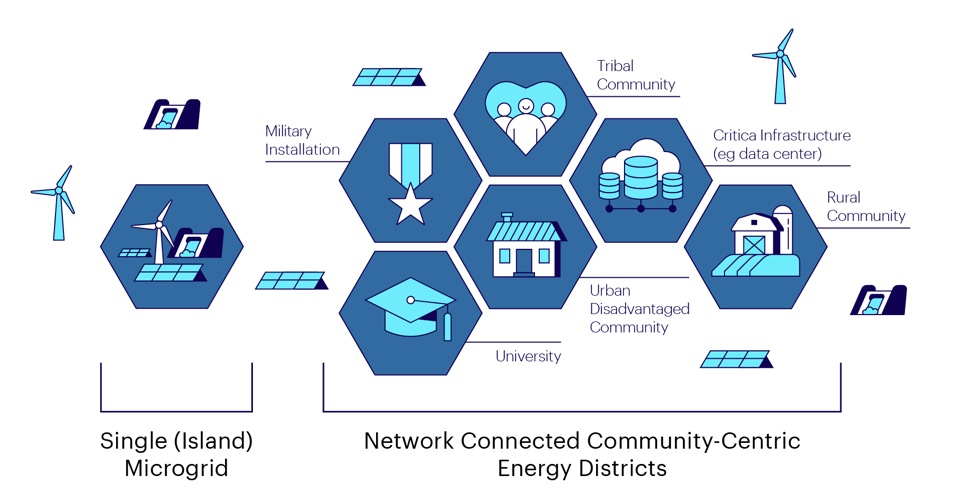 Tribal
Community
Military
Installation
Critica Infrastructure
(eg data center)
Rural
Community
Urban
Disadvantaged
Community
University
Single (Island)
Microgrid
Network Connected Community-Centric
Energy Districts